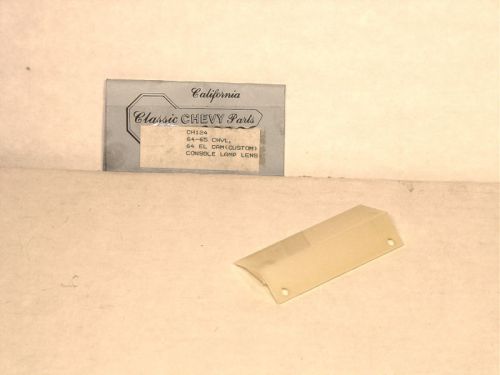 California
Classic CHEVY Parts
CH124
64-65 CHVL,
64 EL CAM(CUSTOM)
CONSOLE LAMP LENS